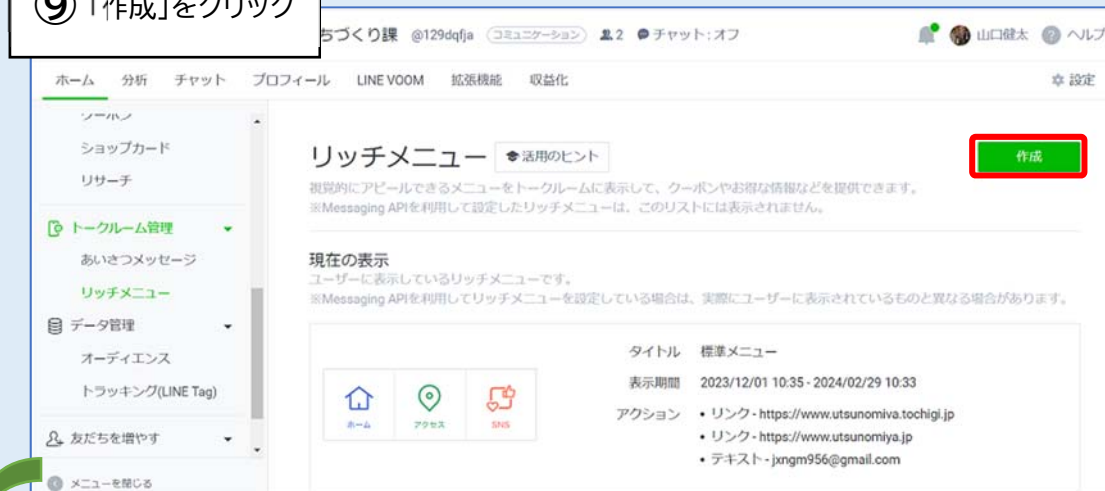 ⑨「作成」をクリック
ちづくり課 @129dqfja コミュニケーション 2 チャット:オフ 山口健太 ヘルプ
ホーム 分析 チャット プロフィール LINE VOOM 拡張機能 収益化 設定
クーポン
ショップカード
リサーチ
トークルーム管理
あいさつメッセージ
リッチメニュー
データ管理
オーディエンス
トラッキング(LINE Tag)
友だちを増やす
メニューを閉じる
リッチメニュー 活用のヒント 作成
視覚的にアピールできるメニューをトークルームに表示して、クーポンやお得な情報などを提供できます。
※Messaging APIを利用して設定したリッチメニューは、このリストには表示されません。
現在の表示
ユーザーに表示しているリッチメニューです。
※Messaging APIを利用してリッチメニューを設定している場合は、実際にユーザーに表示されているものと異なる場合があります。
ホーム アクセス SNS
タイトル 標準メニュー
表示期間 2023/12/01 10:35 - 2024/02/29 10:33
アクション • リンク - https://www.utsunomiya.tochigi.jp
• リンク - https://www.utsunomiya.jp
• テキスト - jxngm956@gmail.com